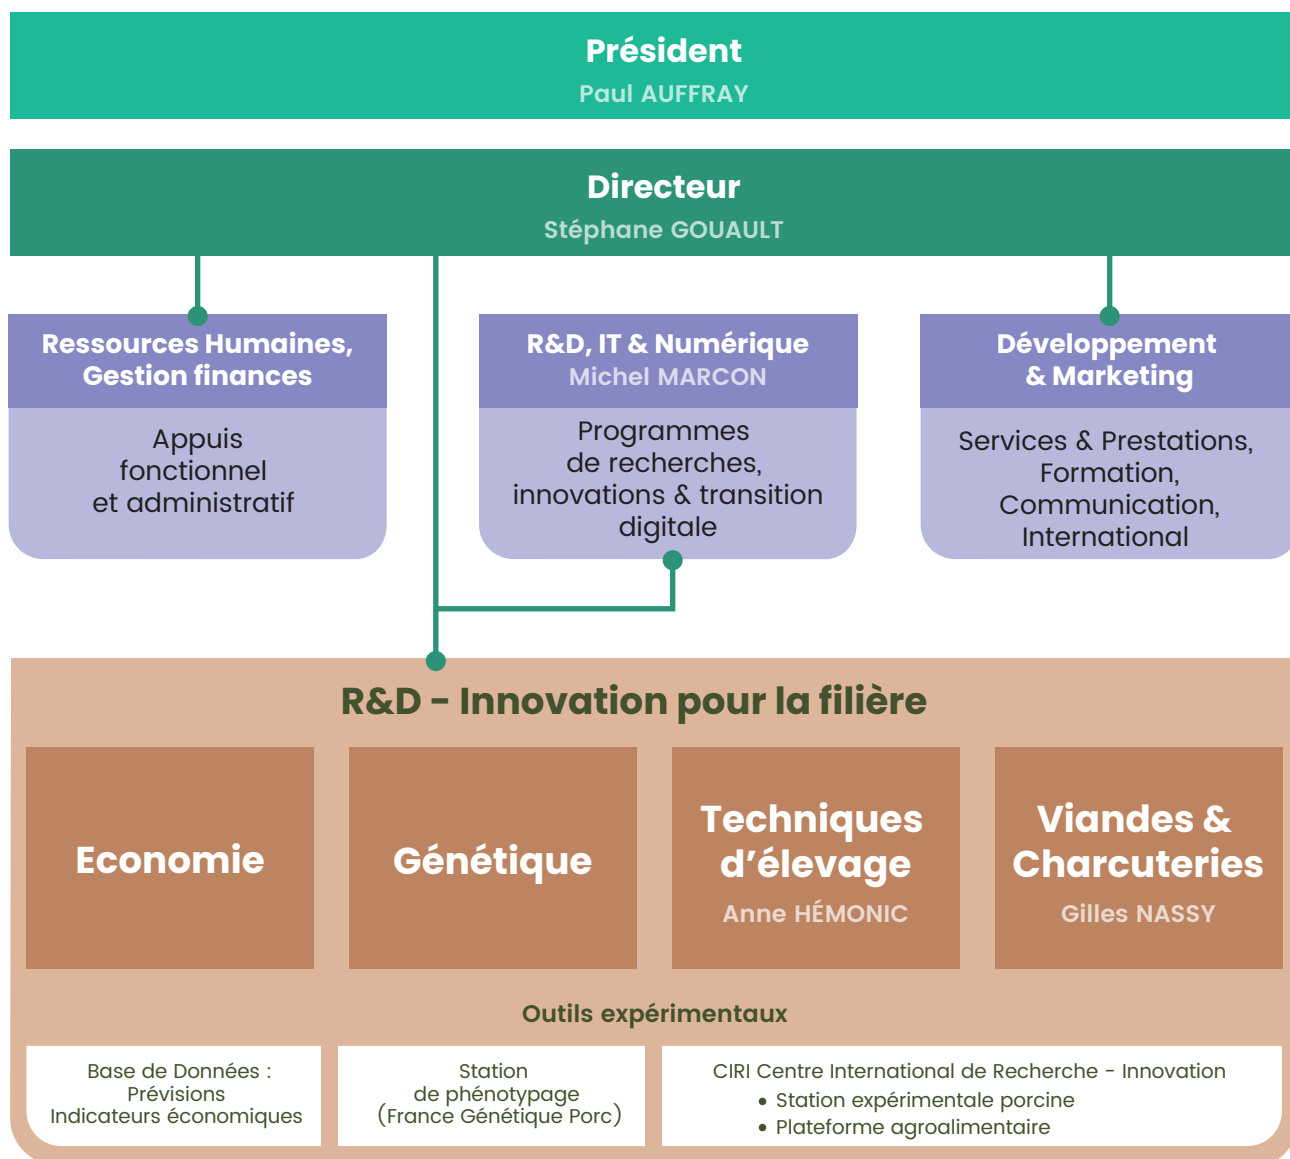 Président
Paul AUFFRAY
Directeur
Stéphane GOUAULT
Ressources Humaines,
Gestion finances
Appuis
fonctionnel
et administratif
R&D, IT & Numérique
Michel MARCON
Programmes
de recherches,
innovations & transition
digitale
Développement
& Marketing
Services & Prestations,
Formation,
Communication,
International
R&D - Innovation pour la filière
Economie
Génétique
Techniques
d'élevage
Anne HÉMONIC
Viandes &
Charcuteries
Gilles NASSY
Outils expérimentaux
Base de Données :
Prévisions
Indicateurs économiques
Station
de phénotypage
(France Génétique Porc)
CIRI Centre International de Recherche - Innovation
• Station expérimentale porcine
• Plateforme agroalimentaire